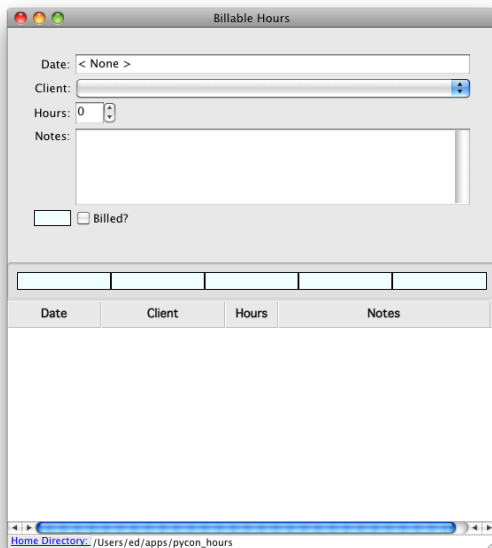 Billable Hours
Date: < None >
Client:
Hours: 0
Notes:
Billed?
Date Client Hours Notes
Home Directory: /Users/ed/apps/pycon_hours